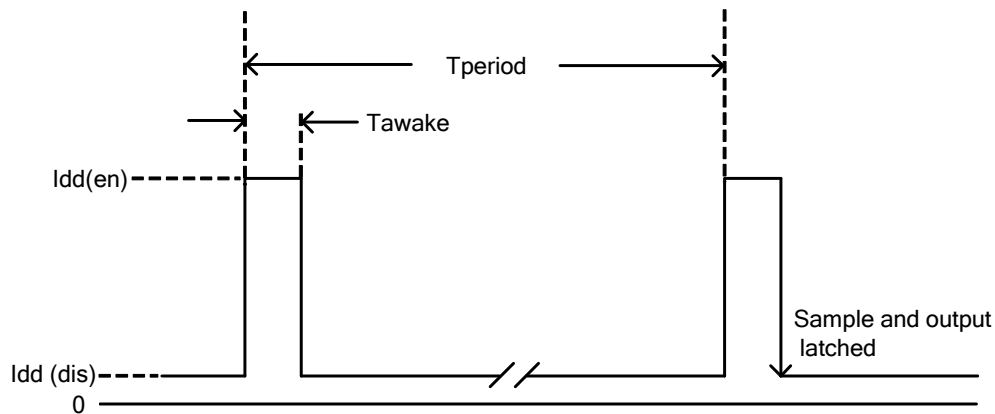 Tperiod
Tawake
Idd(en)
Sample and output
latched
Idd (dis)
0